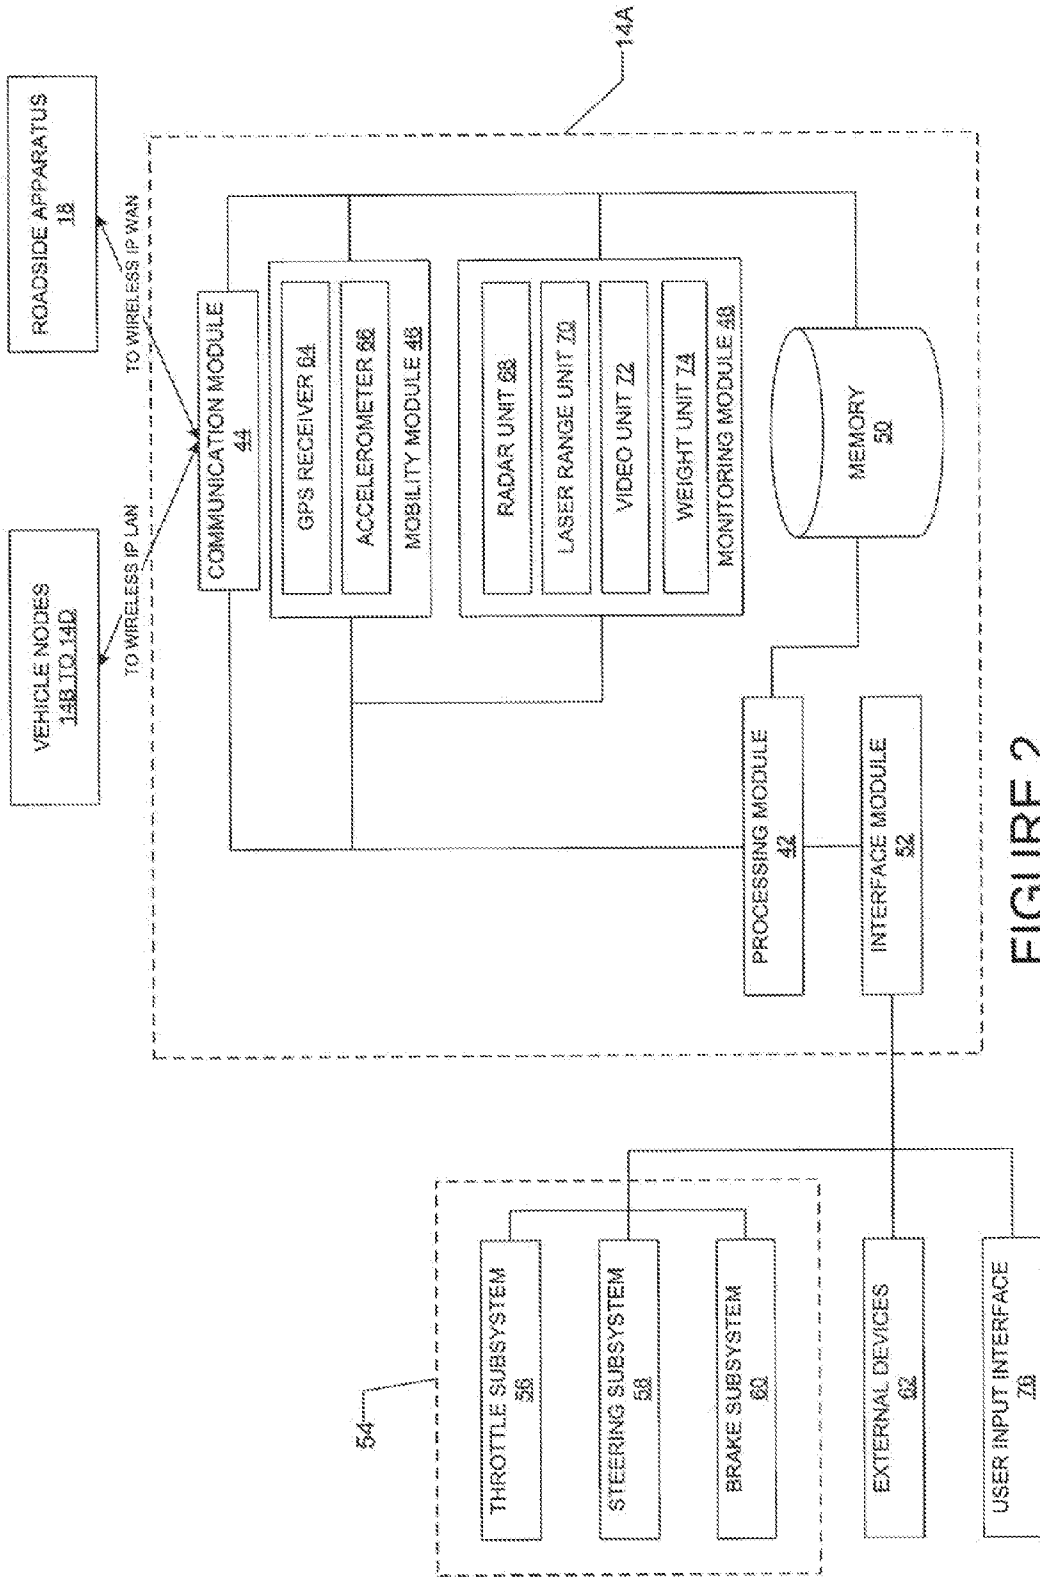 VEHICLE NODES
14B TO 14D
ROADSIDE APPARATUS
18
TO WIRELESS IP LAN
TO WIRELESS IP WAN
COMMUNICATION MODULE
44
GPS RECEIVER 64
ACCELEROMETER 66
MOBILITY MODULE 46
14A
54
THROTTLE SUBSYSTEM
56
STEERING SUBSYSTEM
58
BRAKE SUBSYSTEM
60
RADAR UNIT 68
LASER RANGE UNIT 70
VIDEO UNIT 72
WEIGHT UNIT 74
MONITORING MODULE 48
PROCESSING MODULE
42
MEMORY
50
EXTERNAL DEVICES
62
INTERFACE MODULE
52
USER INPUT INTERFACE
76
FIGURE 2